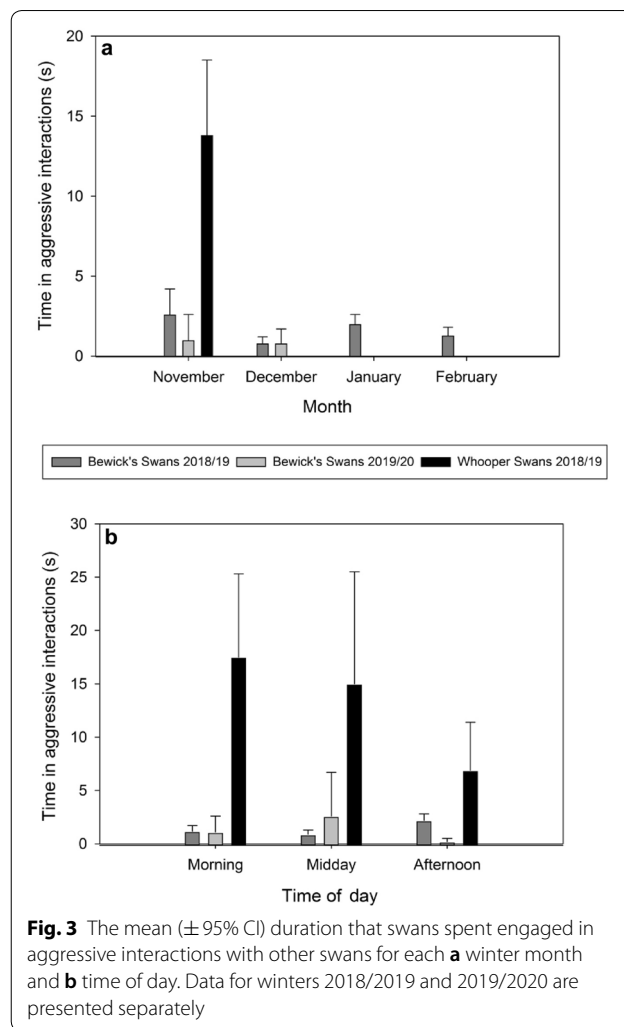 a
20
15
10
5
0
Time in aggressive interactions (s)
November December January February
Month
Bewick's Swans 2018/19 Bewick's Swans 2019/20 Whooper Swans 2018/19
b
30
25
20
15
10
5
0
Time in aggressive interactions (s)
Morning Midday Afternoon
Time of day
Fig. 3 The mean (± 95% CI) duration that swans spent engaged in
aggressive interactions with other swans for each a winter month
and b time of day. Data for winters 2018/2019 and 2019/2020 are
presented separately